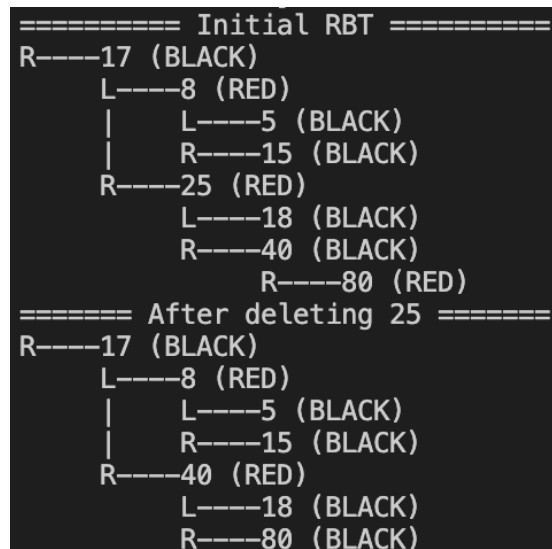 ========== Initial RBT ==========
R----17 (BLACK)
     L----8 (RED)
     |    L----5 (BLACK)
     |    R----15 (BLACK)
     R----25 (RED)
          L----18 (BLACK)
          R----40 (BLACK)
               R----80 (RED)
======= After deleting 25 =======
R----17 (BLACK)
     L----8 (RED)
     |    L----5 (BLACK)
     |    R----15 (BLACK)
     R----40 (RED)
          L----18 (BLACK)
          R----80 (BLACK)